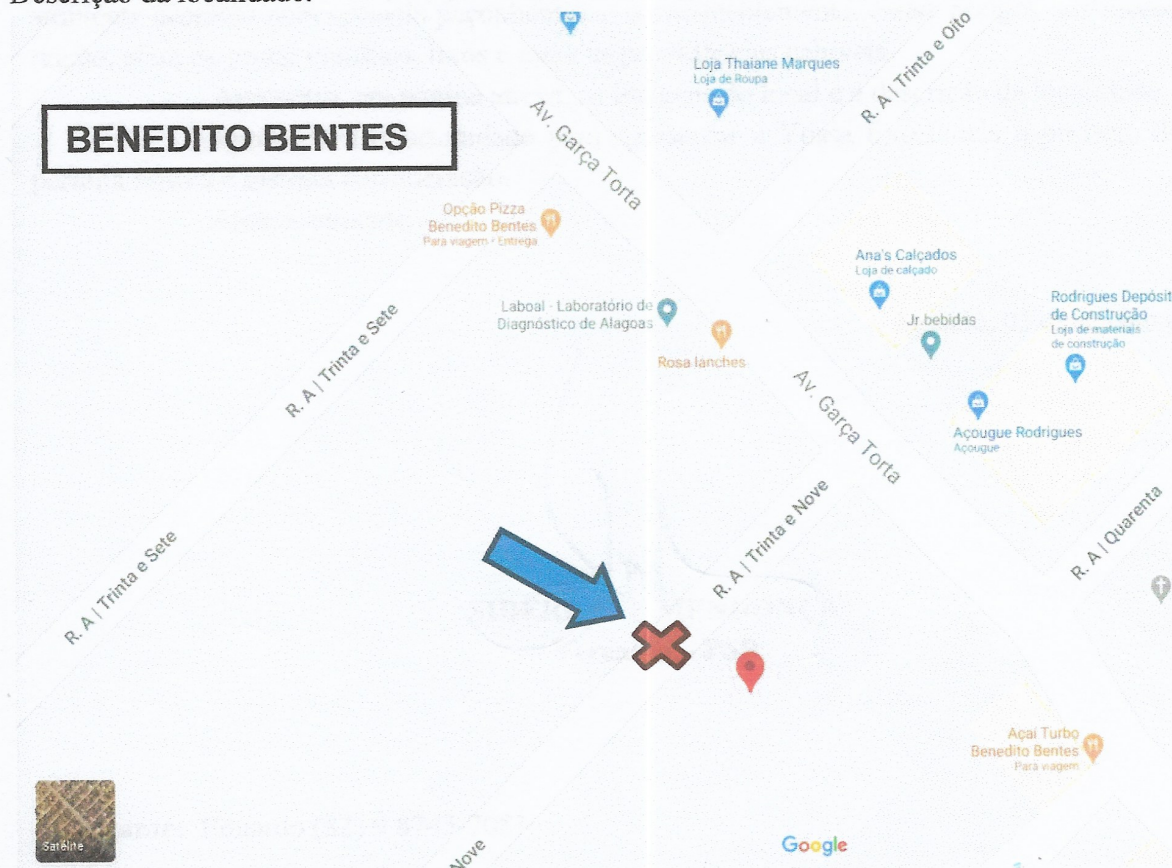 Descrição da localidade:
Loja Thaiane Marques
Loja de Roupa
R. A | Trinta e Oito
BENEDITO BENTES
Av. Garça Torta
Opção Pizza
Benedito Bentes
Para viagem • Entrega
Ana's Calçados
Loja de calçado
Laboal - Laboratório de
Diagnóstico de Alagoas
Rodrigues Depósit
de Construção
Loja de materiais
de construção
Jr.bebidas
R. A | Trinta e Sete
Rosa lanches
Av. Garça Torta
Açougue Rodrigues
Açougue
R. A | Trinta e Nove
R. A | Quarenta
R. A | Trinta e Sete
Açaí Turbo
Benedito Bentes
Para viagem
Satélite
Google
Nove